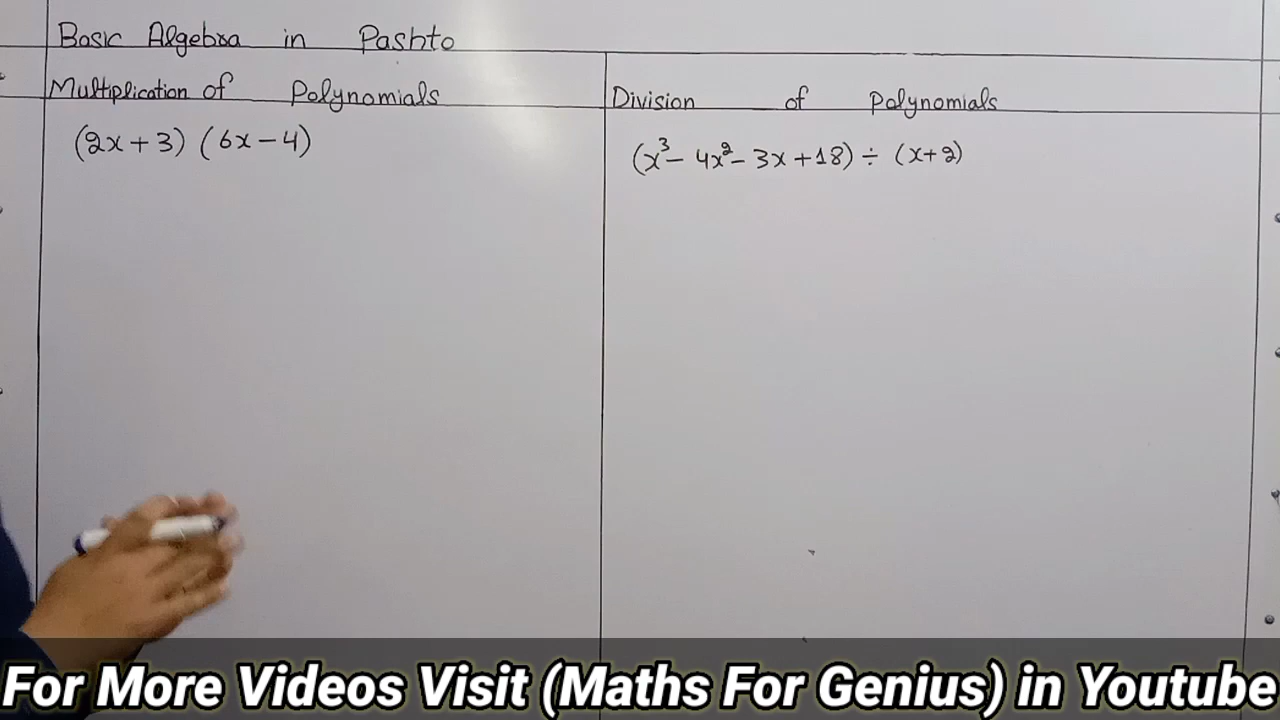 Basic Algebra in Pashto
Multiplication of Polynomials
(2x + 3) (6x − 4)
Division of Polynomials
(x³ − 4x² − 3x + 18) ÷ (x+2)
For More Videos Visit (Maths For Genius) in Youtube